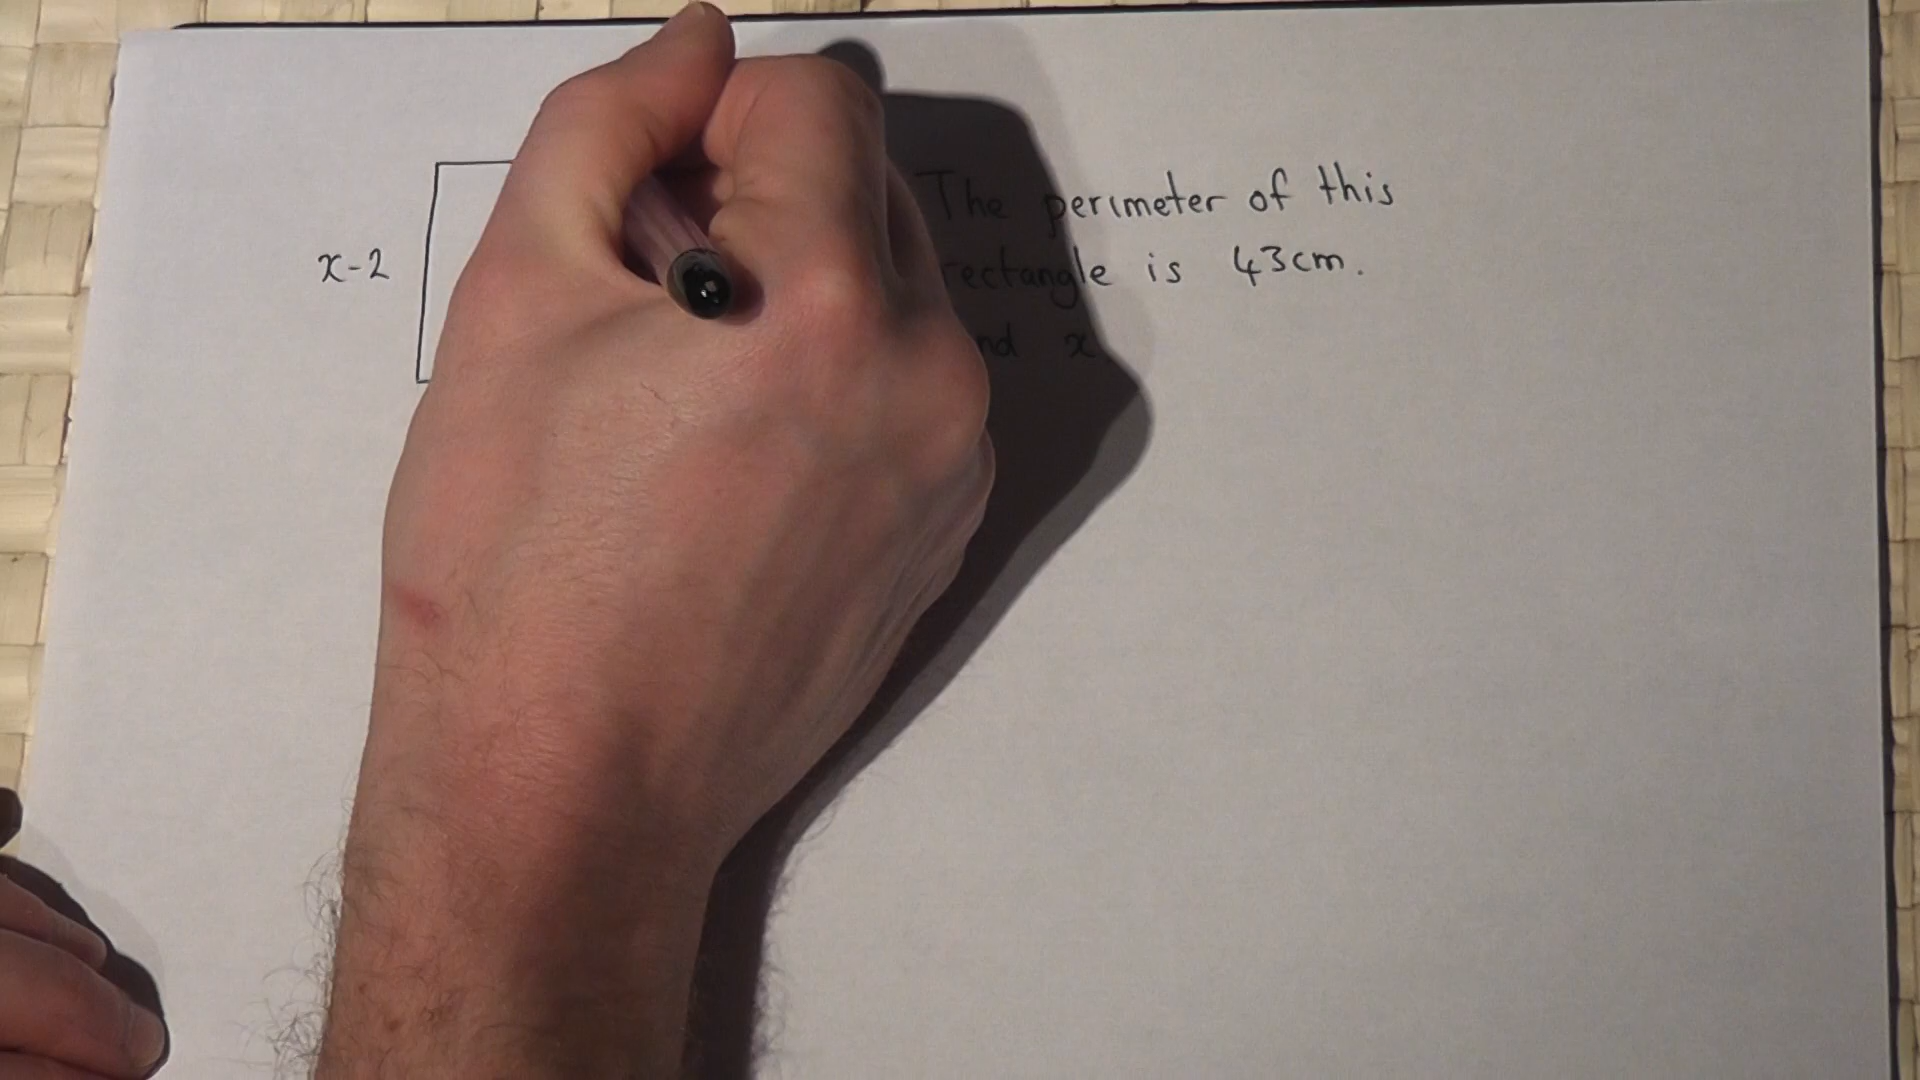 The perimeter of this
x-2
rectangle is 43cm.
x